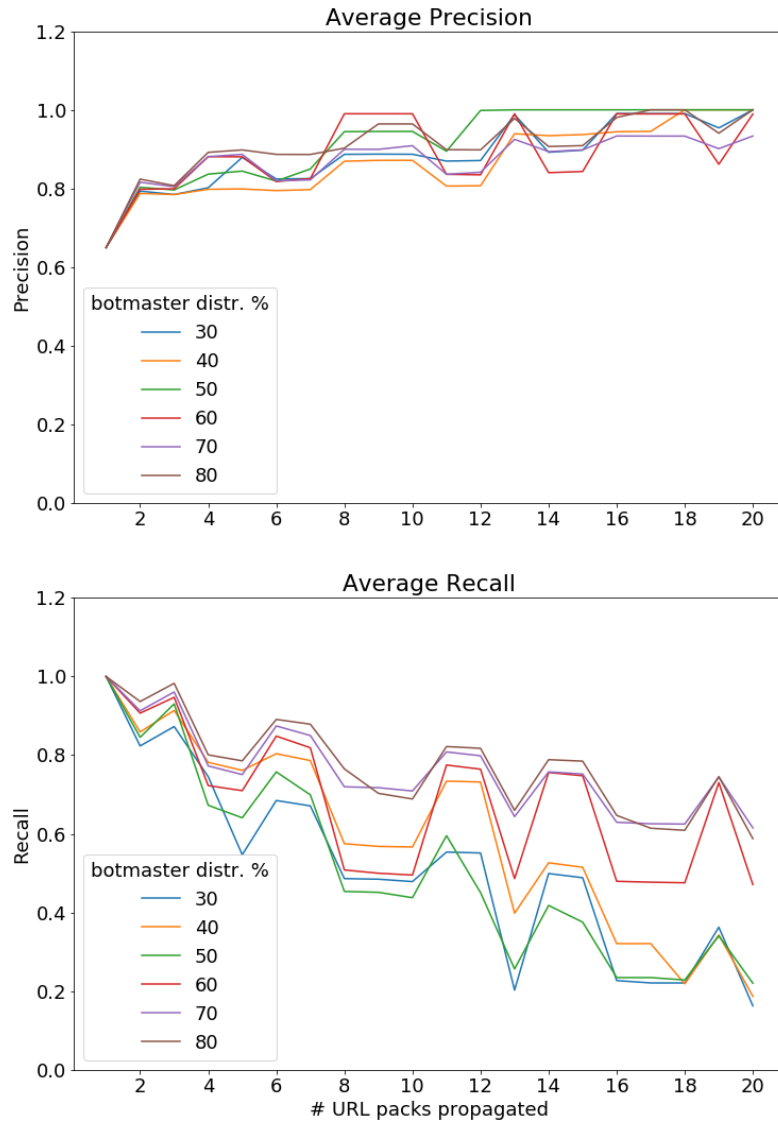 Average Precision
1.2
1.0
0.8
0.6
0.4
0.2
0.0
Precision
botmaster distr. %
30
40
50
60
70
80
2 4 6 8 10 12 14 16 18 20
Average Recall
1.2
1.0
0.8
0.6
0.4
0.2
0.0
Recall
botmaster distr. %
30
40
50
60
70
80
2 4 6 8 10 12 14 16 18 20
# URL packs propagated